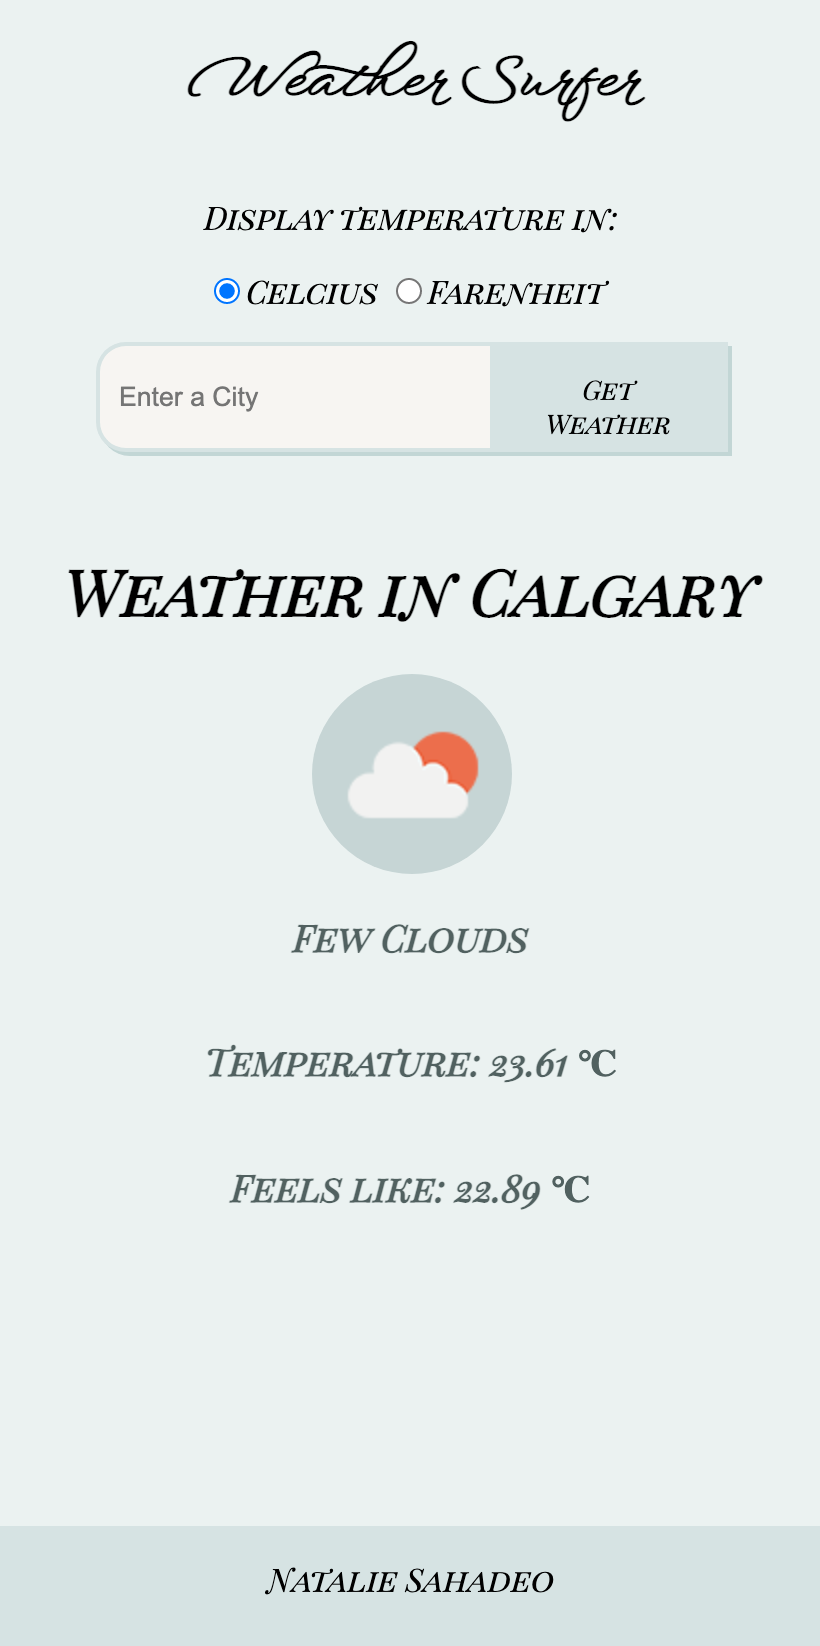 Weather Surfer
Display temperature in:
Celcius Farenheit
Enter a City
Get
Weather
Weather in Calgary
Few Clouds
Temperature: 23.61 °C
Feels like: 22.89 °C
Natalie Sahadeo